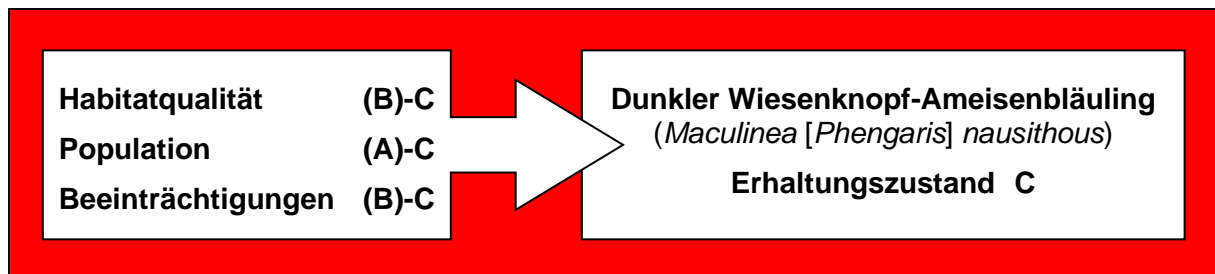 Habitatqualität (B)-C
Population (A)-C
Beeinträchtigungen (B)-C
Dunkler Wiesenknopf-Ameisenbläuling
(Maculinea [Phengaris] nausithous)
Erhaltungszustand C